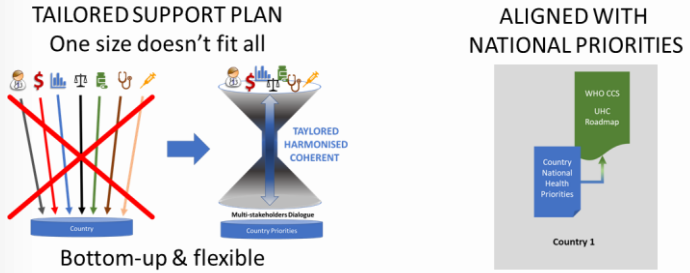 TAILORED SUPPORT PLAN
One size doesn't fit all
TAYLORED
HARMONISED
COHERENT
Country
Multi-stakeholders Dialogue
Country Priorities
Bottom-up & flexible
ALIGNED WITH
NATIONAL PRIORITIES
WHO CCS
UHC
Roadmap
Country
National
Health
Priorities
Country 1